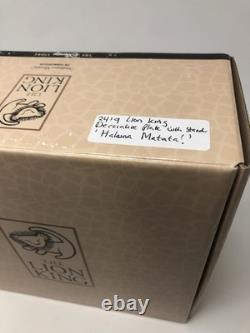 THE
LION
KING
2419 Lion King
Decorative Plate with Stand
'Hakuna Matata!'
THE
LION
KING